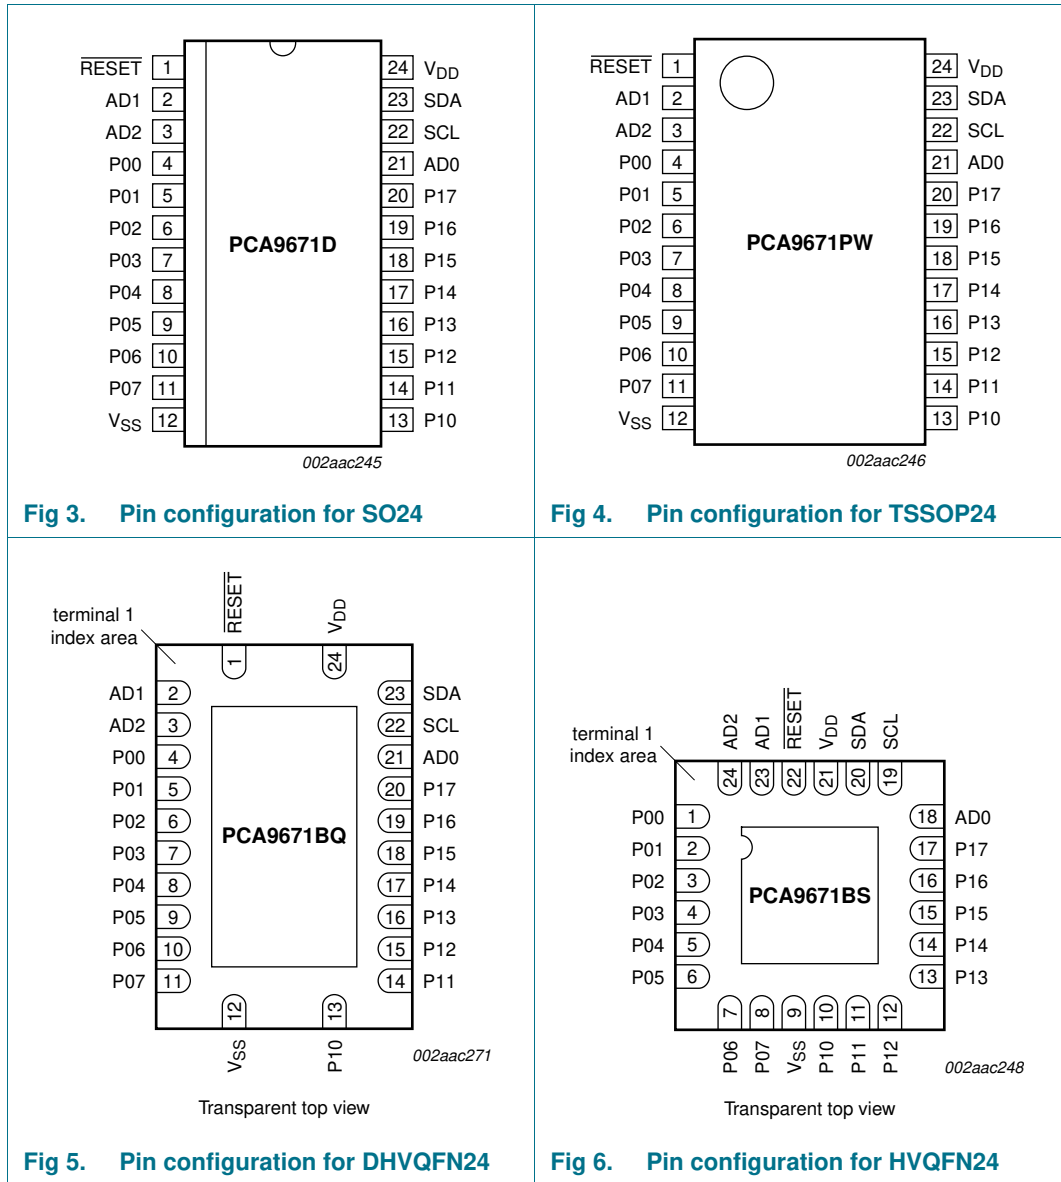 RESET 1 24 VDD
AD1 2 23 SDA
AD2 3 22 SCL
P00 4 21 AD0
P01 5 20 P17
P02 6 19 P16
PCA9671D
P03 7 18 P15
P04 8 17 P14
P05 9 16 P13
P06 10 15 P12
P07 11 14 P11
VSS 12 13 P10
002aac245
Fig 3. Pin configuration for SO24
RESET 1 24 VDD
AD1 2 23 SDA
AD2 3 22 SCL
P00 4 21 AD0
P01 5 20 P17
P02 6 19 P16
PCA9671PW
P03 7 18 P15
P04 8 17 P14
P05 9 16 P13
P06 10 15 P12
P07 11 14 P11
VSS 12 13 P10
002aac246
Fig 4. Pin configuration for TSSOP24
terminal 1
index area
RESET VDD
1 24
AD1 2 23 SDA
AD2 3 22 SCL
P00 4 21 AD0
P01 5 20 P17
P02 6 19 P16
PCA9671BQ
P03 7 18 P15
P04 8 17 P14
P05 9 16 P13
P06 10 15 P12
P07 11 14 P11
12 13
VSS P10
002aac271
Transparent top view
Fig 5. Pin configuration for DHVQFN24
terminal 1
index area
AD2 AD1 RESET VDD SDA SCL
24 23 22 21 20 19
P00 1 18 AD0
P01 2 17 P17
P02 3 16 P16
PCA9671BS
P03 4 15 P15
P04 5 14 P14
P05 6 13 P13
7 8 9 10 11 12
P06 P07 VSS P10 P11 P12
002aac248
Transparent top view
Fig 6. Pin configuration for HVQFN24